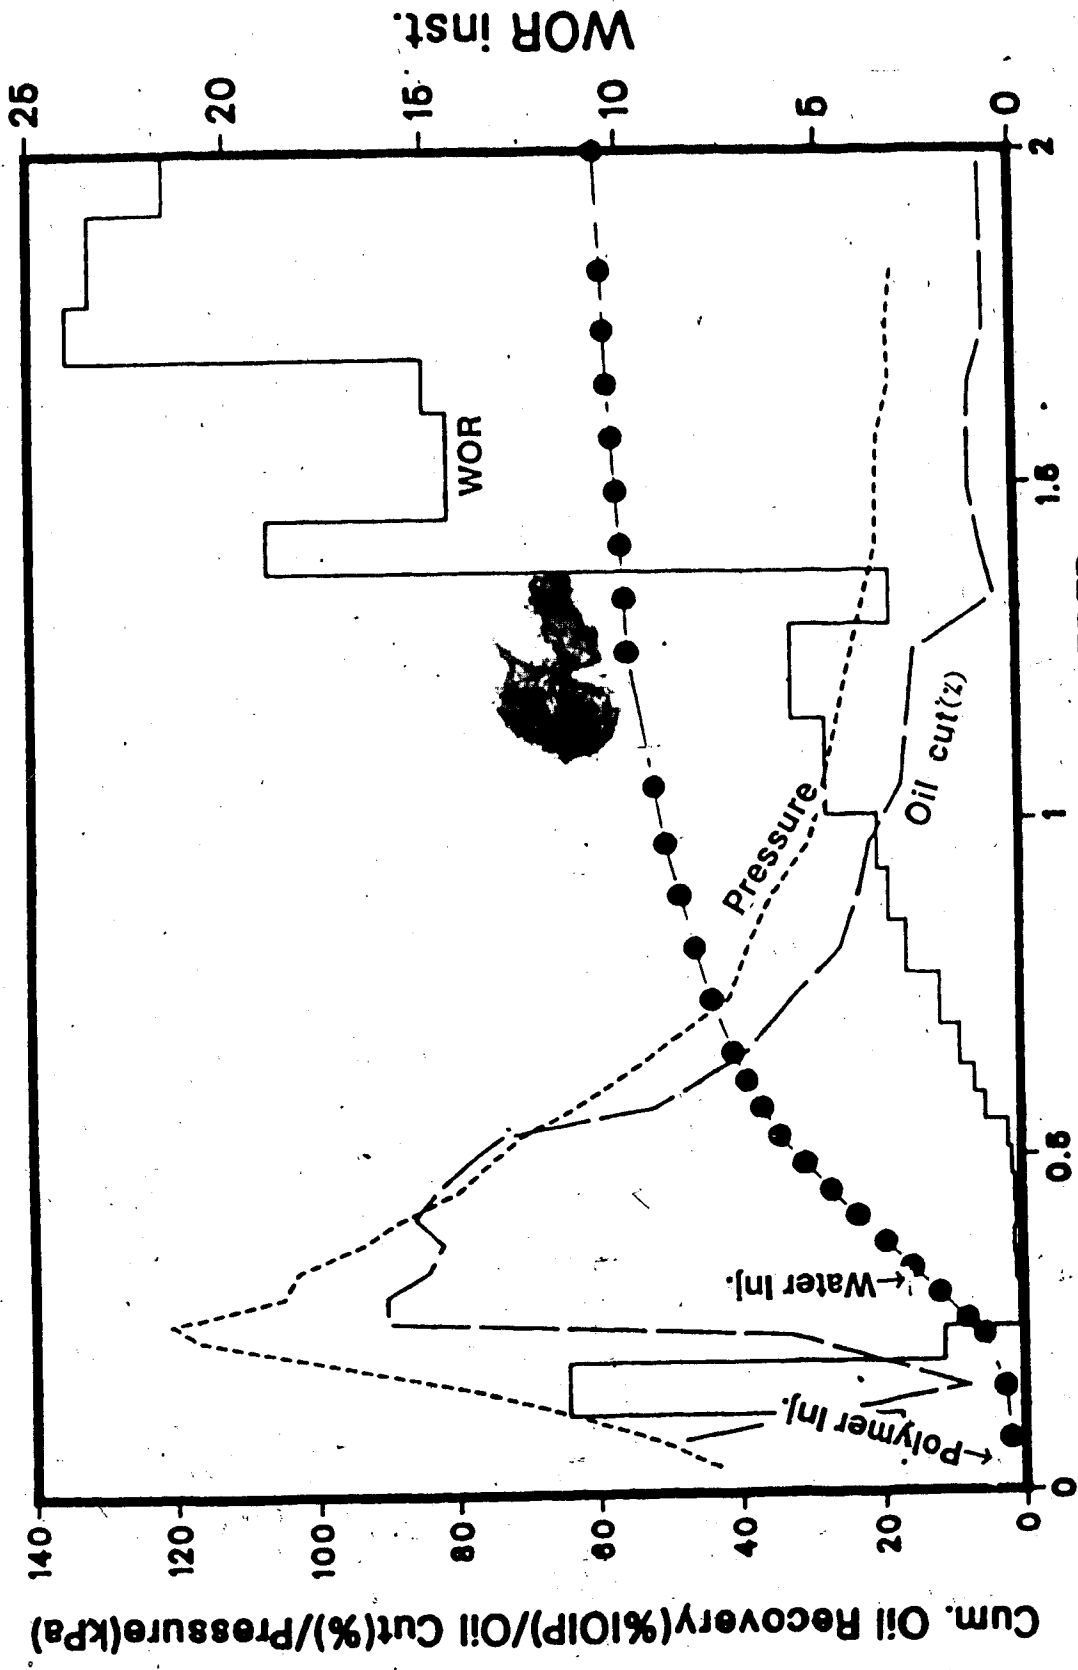 WOR inst.
25
20
15
10
5
0
Cum. Oil Recovery(%IOIP)/Oil Cut(%)/Pressure(kPa)
140
120
100
80
60
40
20
0
0
0.5
1
1.5
2
WOR
Pressure
Oil cut(%)
←Water Inj.
←Polymer Inj.